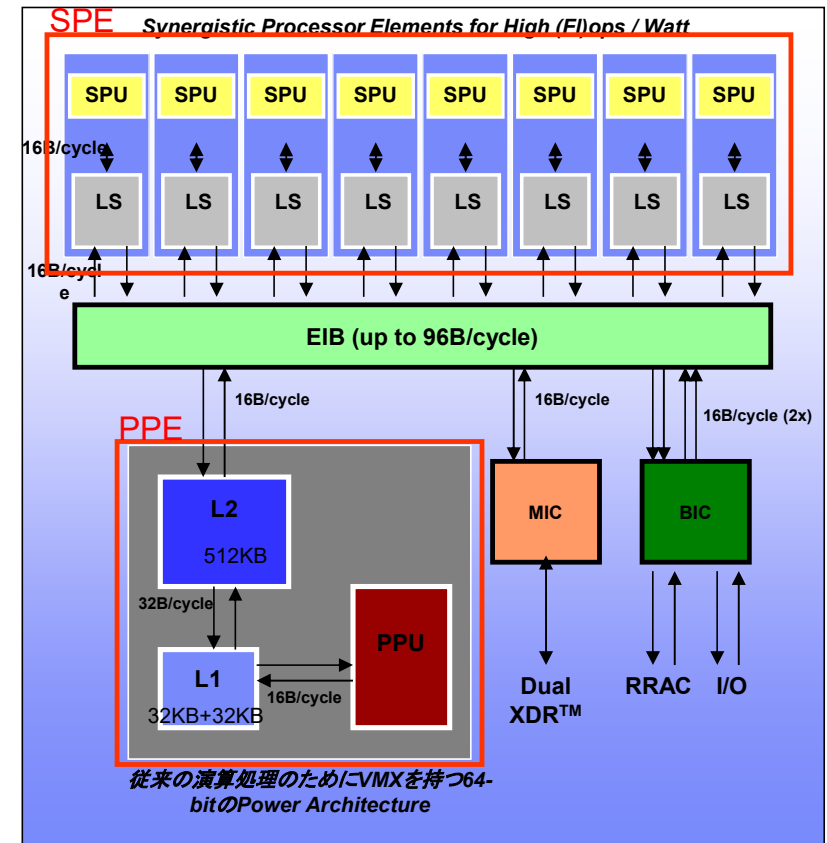 SPE
Synergistic Processor Elements for High (Fl)ops / Watt
SPU SPU SPU SPU SPU SPU SPU SPU
16B/cycle
LS LS LS LS LS LS LS LS
16B/cycl
e
EIB (up to 96B/cycle)
16B/cycle
16B/cycle
16B/cycle (2x)
PPE
L2
512KB
MIC
BIC
32B/cycle
PPU
L1
32KB+32KB
16B/cycle
Dual
XDR™
RRAC I/O
従来の演算処理のためにVMXを持つ64-
bitのPower Architecture